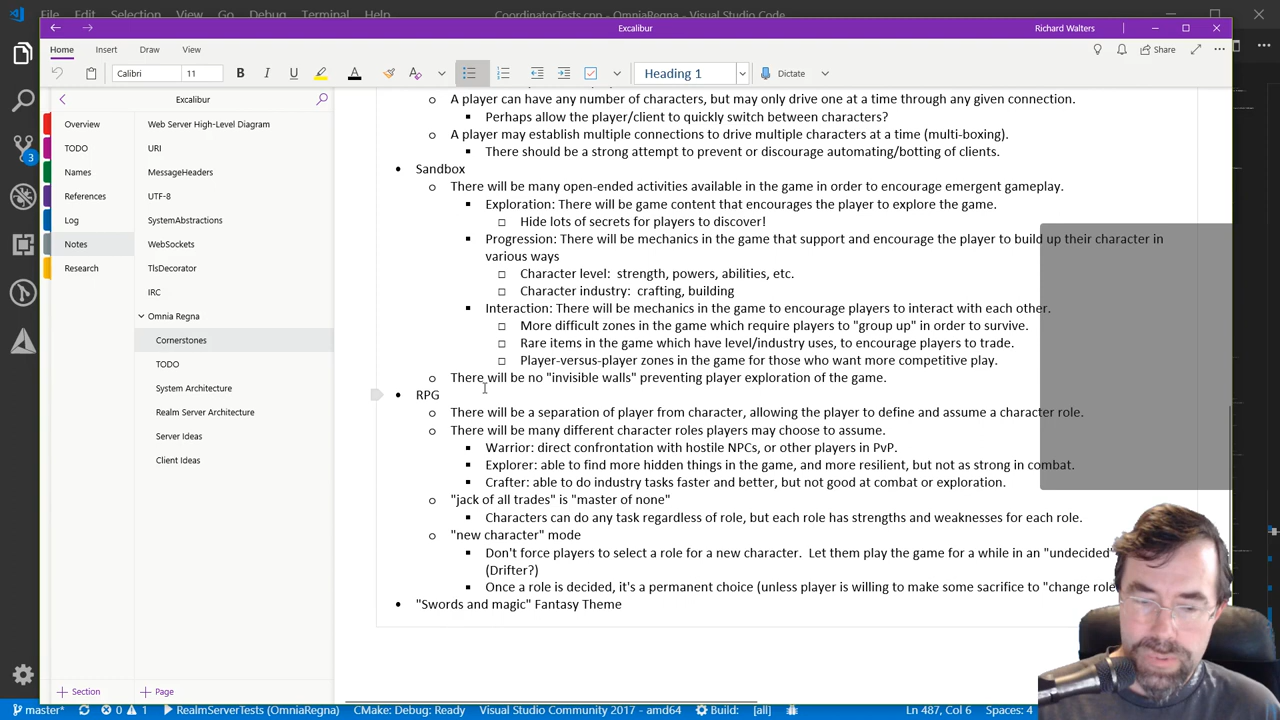 File Edit Selection View Go Debug Terminal Help
CoordinatorTests.cpp - OmniaRegna - Visual Studio Code
Excalibur
Richard Walters
Home Insert Draw View
Share
Calibri 11 B I U A Heading 1 Dictate
Excalibur
Overview
TODO
Names
References
Log
Notes
Research
Web Server High-Level Diagram
URI
MessageHeaders
UTF-8
SystemAbstractions
WebSockets
TlsDecorator
IRC
Omnia Regna
Cornerstones
TODO
System Architecture
Realm Server Architecture
Server Ideas
Client Ideas
Section
Page
A player can have any number of characters, but may only drive one at a time through any given connection.
Perhaps allow the player/client to quickly switch between characters?
A player may establish multiple connections to drive multiple characters at a time (multi-boxing).
There should be a strong attempt to prevent or discourage automating/botting of clients.
Sandbox
There will be many open-ended activities available in the game in order to encourage emergent gameplay.
Exploration: There will be game content that encourages the player to explore the game.
Hide lots of secrets for players to discover!
Progression: There will be mechanics in the game that support and encourage the player to build up their character in
various ways
Character level: strength, powers, abilities, etc.
Character industry: crafting, building
Interaction: There will be mechanics in the game to encourage players to interact with each other.
More difficult zones in the game which require players to "group up" in order to survive.
Rare items in the game which have level/industry uses, to encourage players to trade.
Player-versus-player zones in the game for those who want more competitive play.
There will be no "invisible walls" preventing player exploration of the game.
RPG
There will be a separation of player from character, allowing the player to define and assume a character role.
There will be many different character roles players may choose to assume.
Warrior: direct confrontation with hostile NPCs, or other players in PvP.
Explorer: able to find more hidden things in the game, and more resilient, but not as strong in combat.
Crafter: able to do industry tasks faster and better, but not good at combat or exploration.
"jack of all trades" is "master of none"
Characters can do any task regardless of role, but each role has strengths and weaknesses for each role.
"new character" mode
Don't force players to select a role for a new character. Let them play the game for a while in an "undecided"
(Drifter?)
Once a role is decided, it's a permanent choice (unless player is willing to make some sacrifice to "change role
"Swords and magic" Fantasy Theme
3
master* 0 1 RealmServerTests (OmniaRegna) CMake: Debug: Ready Visual Studio Community 2017 - amd64 Build: [all] Ln 487, Col 6 Spaces: 4